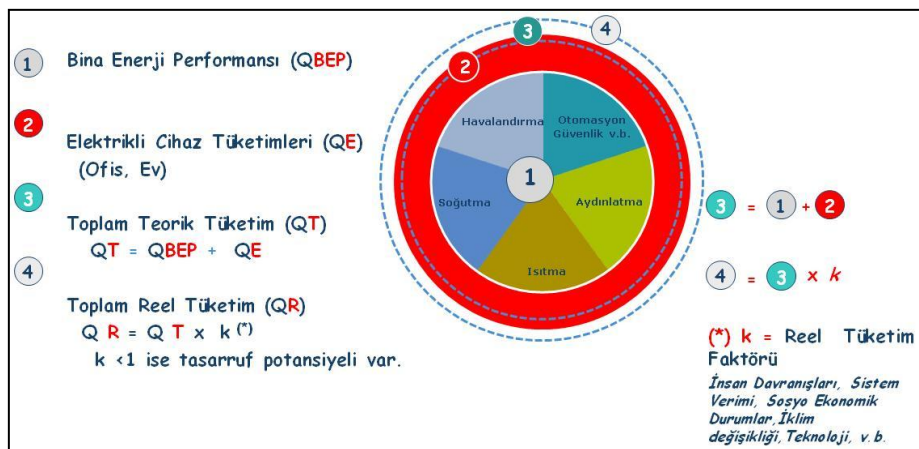 1 Bina Enerji Performansı (QBEP)
2 Elektrikli Cihaz Tüketimleri (QE)
(Ofis, Ev)
3 Toplam Teorik Tüketim (QT)
QT = QBEP + QE
4 Toplam Reel Tüketim (QR)
Q R = Q T x k (*)
k <1 ise tasarruf potansiyeli var.
4
3
2
Havalandırma
Otomasyon
Güvenlik v.b.
1
Soğutma
Aydınlatma
Isıtma
3 = 1 + 2
4 = 3 x k
(*) k = Reel Tüketim
Faktörü
İnsan Davranışları, Sistem
Verimi, Sosyo Ekonomik
Durumlar,İklim
değişikliği,Teknoloji, v.b.